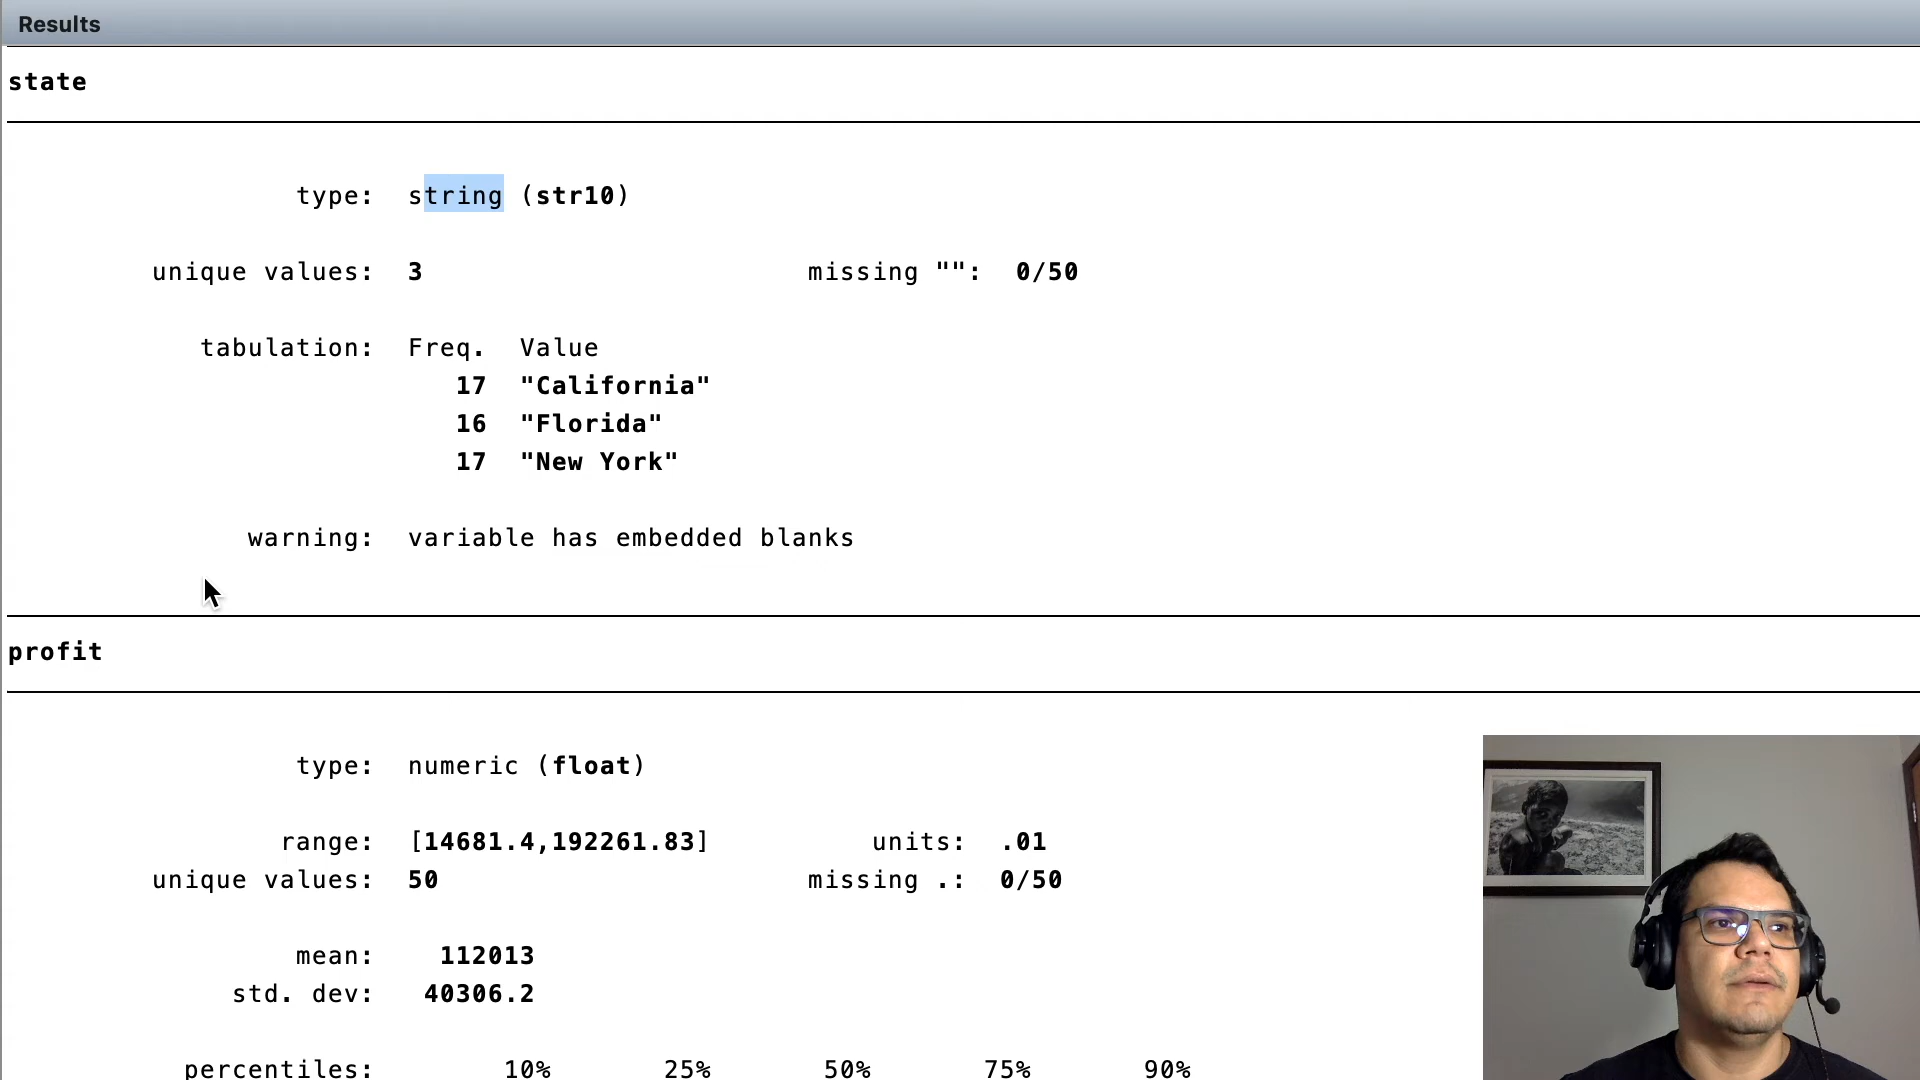 Results
state
type: string (str10)
unique values: 3 missing "": 0/50
tabulation: Freq. Value
17 "California"
16 "Florida"
17 "New York"
warning: variable has embedded blanks
profit
type: numeric (float)
range: [14681.4,192261.83] units: .01
unique values: 50 missing .: 0/50
mean: 112013
std. dev: 40306.2
percentiles: 10% 25% 50% 75% 90%